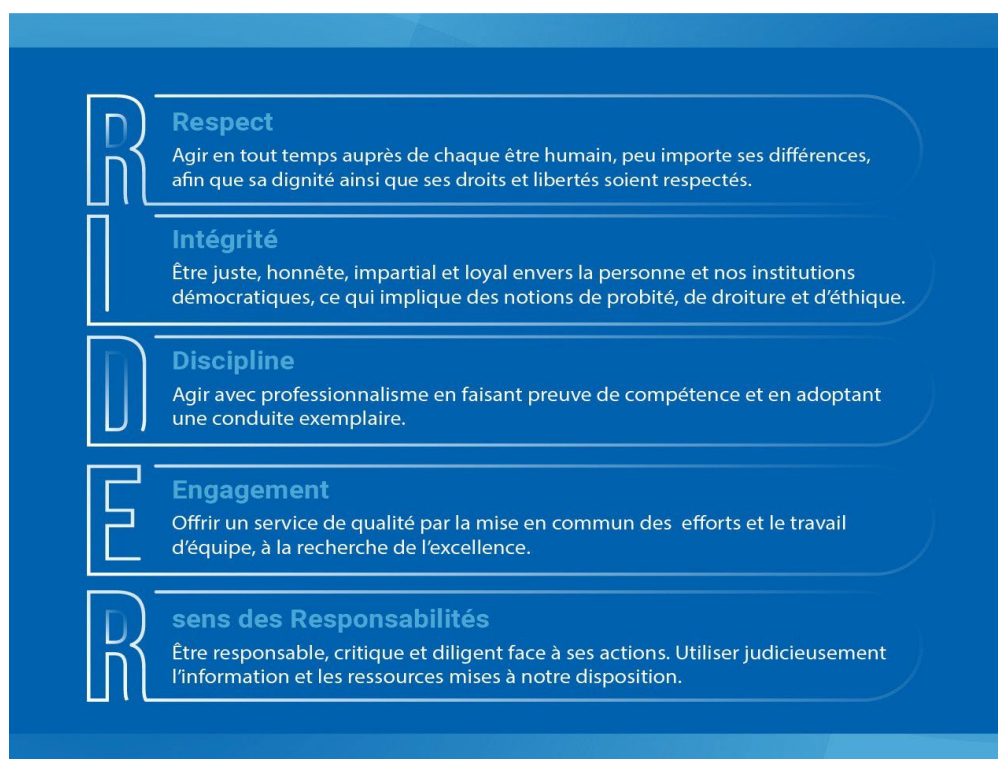 R
Respect
Agir en tout temps auprès de chaque être humain, peu importe ses différences,
afin que sa dignité ainsi que ses droits et libertés soient respectés.
I
Intégrité
Être juste, honnête, impartial et loyal envers la personne et nos institutions
démocratiques, ce qui implique des notions de probité, de droiture et d’éthique.
D
Discipline
Agir avec professionnalisme en faisant preuve de compétence et en adoptant
une conduite exemplaire.
E
Engagement
Offrir un service de qualité par la mise en commun des  efforts et le travail
d’équipe, à la recherche de l’excellence.
R
sens des Responsabilités
Être responsable, critique et diligent face à ses actions. Utiliser judicieusement
l’information et les ressources mises à notre disposition.